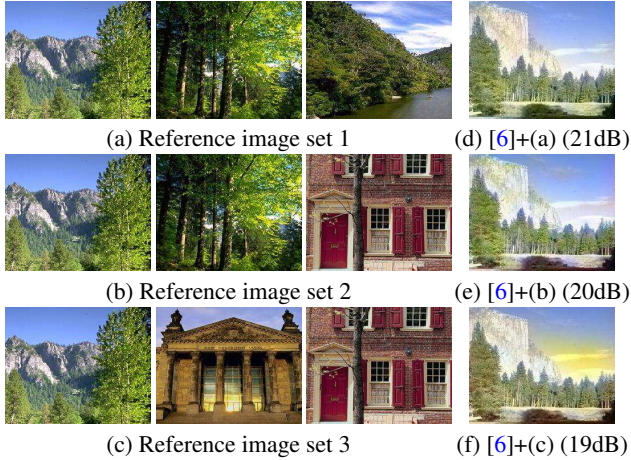 (a) Reference image set 1 (d) [6]+(a) (21dB)
(b) Reference image set 2 (e) [6]+(b) (20dB)
(c) Reference image set 3 (f) [6]+(c) (19dB)